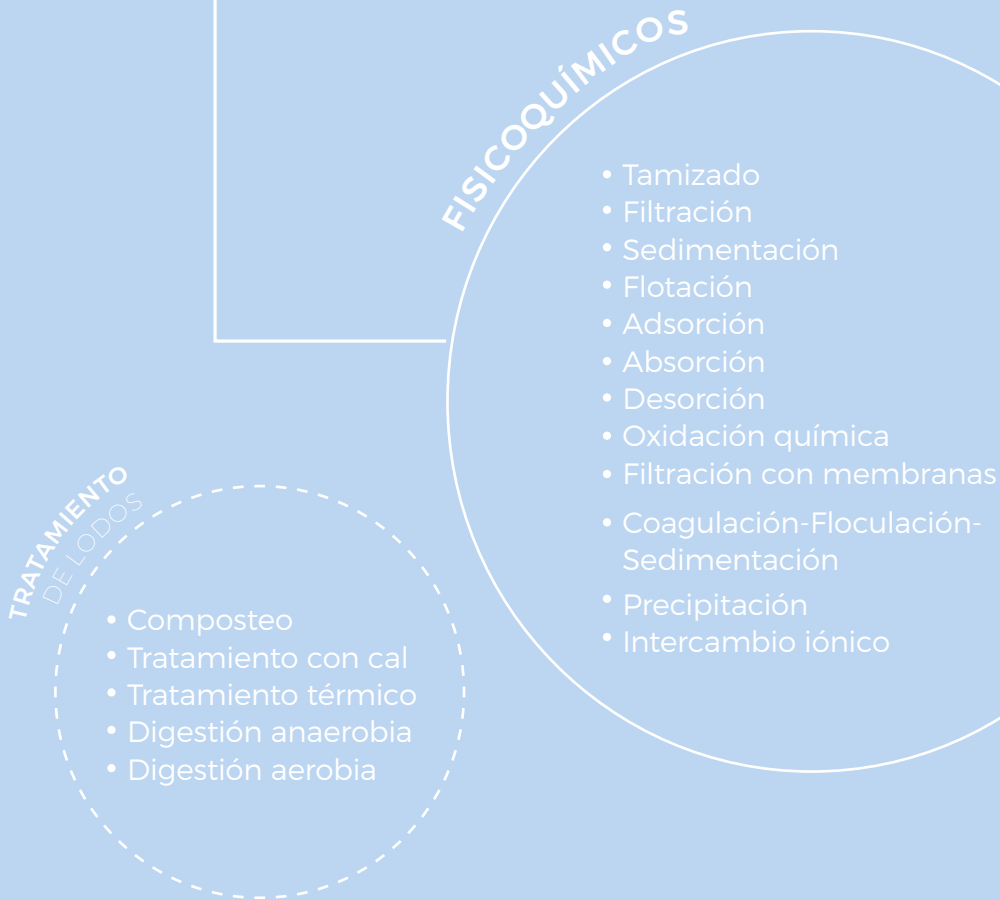 FISICOQUÍMICOS
• Tamizado
• Filtración
• Sedimentación
• Flotación
• Adsorción
• Absorción
• Desorción
• Oxidación química
• Filtración con membranas
• Coagulación-Floculación-
Sedimentación
• Precipitación
• Intercambio iónico
TRATAMIENTO
DE LODOS
• Composteo
• Tratamiento con cal
• Tratamiento térmico
• Digestión anaerobia
• Digestión aerobia